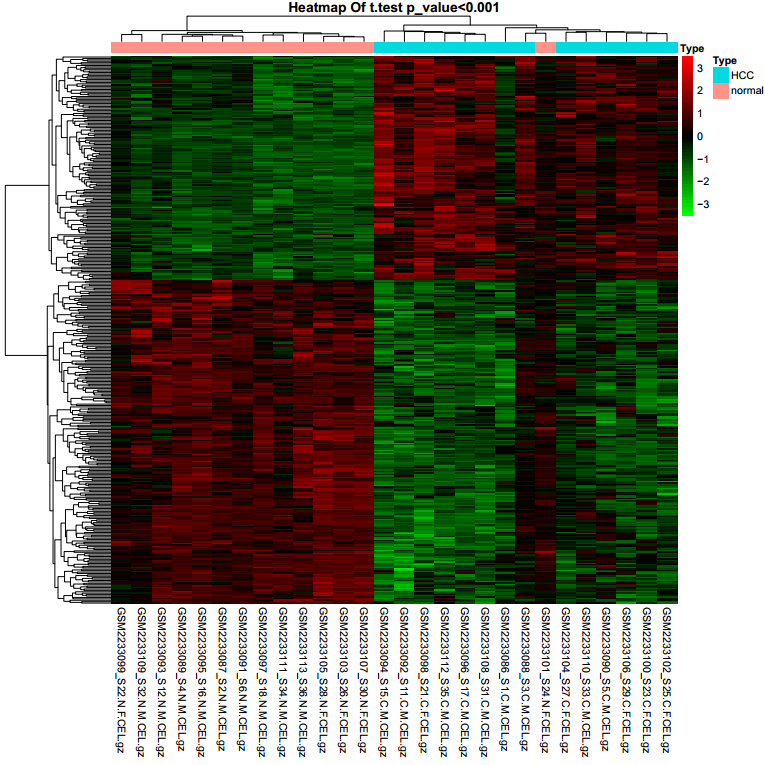 Heatmap Of t.test p_value<0.001
Type
Type
HCC
normal
3
2
1
0
−1
−2
−3
GSM2233099_S22.N.F.CEL.gz
GSM2233109_S32.N.M.CEL.gz
GSM2233093_S12.N.M.CEL.gz
GSM2233089_S4.N.M.CEL.gz
GSM2233095_S16.N.M.CEL.gz
GSM2233087_S2.N.M.CEL.gz
GSM2233091_S6.N.M.CEL.gz
GSM2233097_S18.N.M.CEL.gz
GSM2233111_S34.N.M.CEL.gz
GSM2233113_S36.N.M.CEL.gz
GSM2233105_S28.N.F.CEL.gz
GSM2233103_S26.N.F.CEL.gz
GSM2233107_S30.N.F.CEL.gz
GSM2233094_S15.C.M.CEL.gz
GSM2233092_S11.C.M.CEL.gz
GSM2233098_S21.C.F.CEL.gz
GSM2233112_S35.C.M.CEL.gz
GSM2233096_S17.C.M.CEL.gz
GSM2233108_S31.C.M.CEL.gz
GSM2233086_S1.C.M.CEL.gz
GSM2233088_S3.C.M.CEL.gz
GSM2233101_S24.N.F.CEL.gz
GSM2233104_S27.C.F.CEL.gz
GSM2233110_S33.C.M.CEL.gz
GSM2233090_S5.C.M.CEL.gz
GSM2233106_S29.C.F.CEL.gz
GSM2233100_S23.C.F.CEL.gz
GSM2233102_S25.C.F.CEL.gz